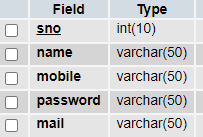 Field Type
sno int(10)
name varchar(50)
mobile varchar(50)
password varchar(50)
mail varchar(50)